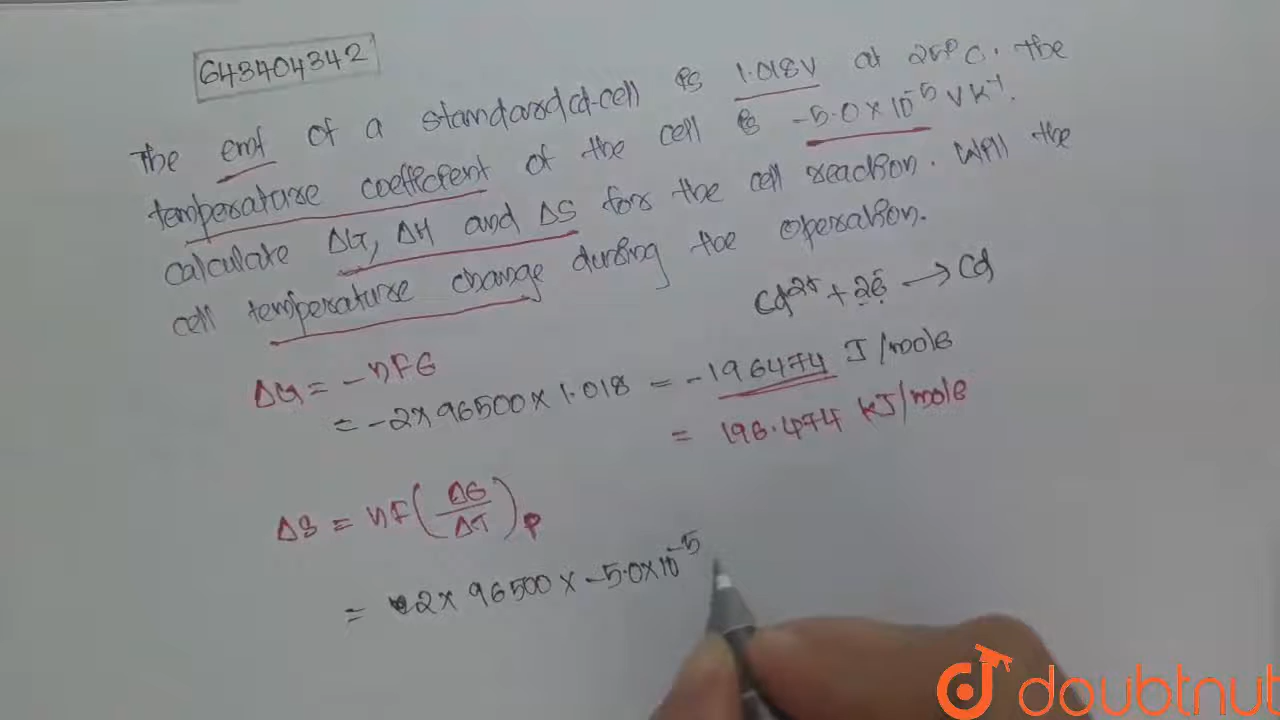 643404342
The emf of a standard cd-cell is 1.018V at 25°C. The
temperature coefficient of the cell is -5.0×10⁻⁵ VK⁻¹.
calculate ΔG, ΔH and ΔS for the cell reaction. Will the
cell temperature change during the operation.
Cd²⁺ + 2ē → Cd
ΔG = -nFE
= -2×96500×1.018 = -196474 J/mole
= 196.474 KJ/mole
ΔS = nF(ΔE/ΔT)P
= 2× 96500× -5.0×10⁻⁵
doubtnut